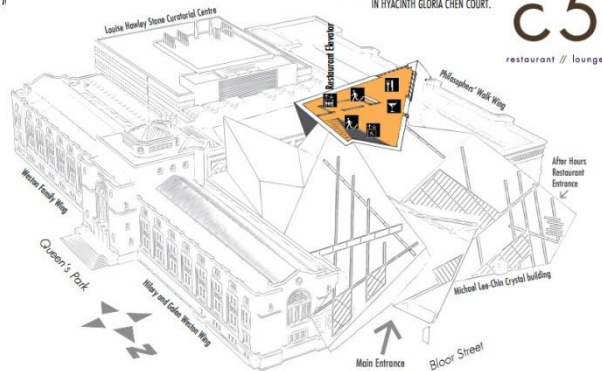 IN HYACINTH GLORIA CHEN COURT.
c5
restaurant // lounge
Louise Hawley Stone Curatorial Centre
Restaurant Elevator
Philosophers' Walk Wing
After Hours
Restaurant
Entrance
Weston Family Wing
Queen's Park
Hilary and Galen Weston Wing
Michael Lee-Chin Crystal building
N
Main Entrance
Bloor Street